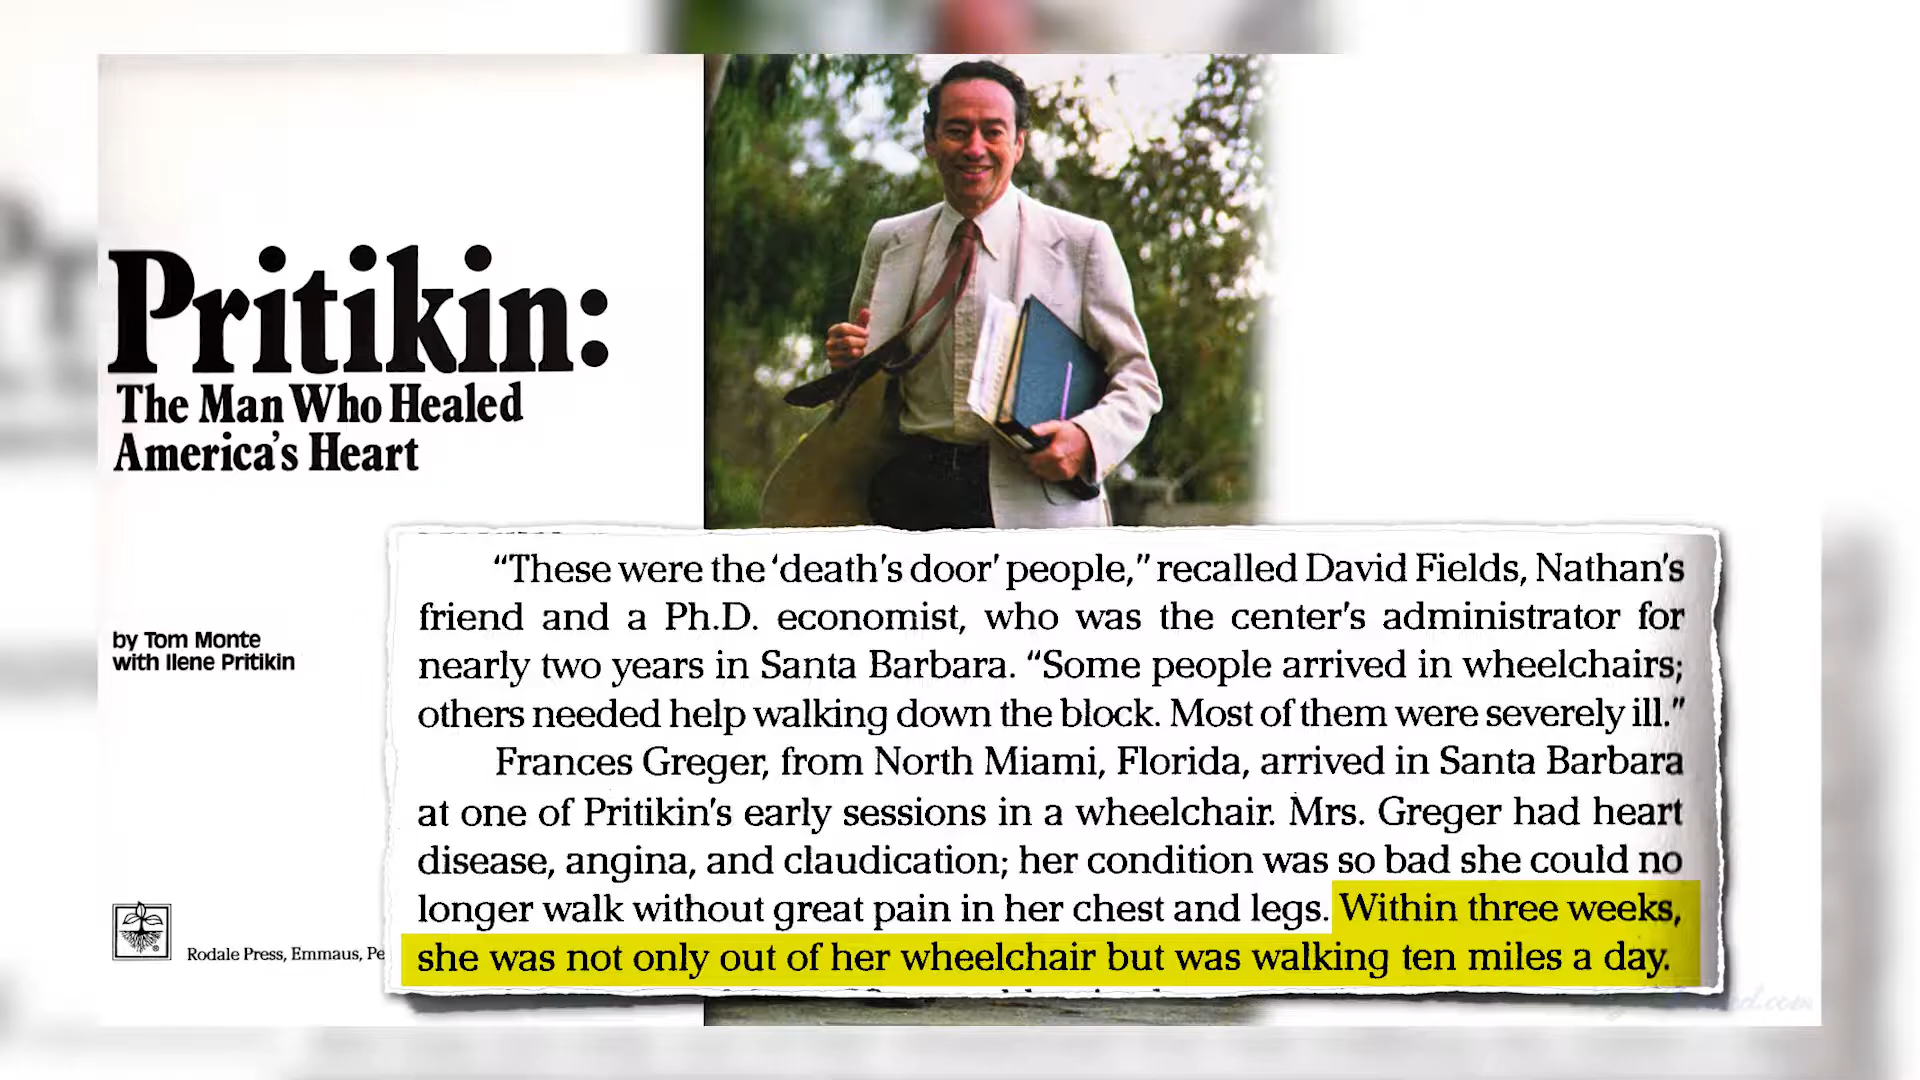 Pritikin:
The Man Who Healed
America's Heart
by Tom Monte
with Ilene Pritikin
Rodale Press, Emmaus, Pe
“These were the ‘death’s door’ people,” recalled David Fields, Nathan’s
friend and a Ph.D. economist, who was the center’s administrator for
nearly two years in Santa Barbara. “Some people arrived in wheelchairs;
others needed help walking down the block. Most of them were severely ill.”
Frances Greger, from North Miami, Florida, arrived in Santa Barbara
at one of Pritikin’s early sessions in a wheelchair. Mrs. Greger had heart
disease, angina, and claudication; her condition was so bad she could no
longer walk without great pain in her chest and legs. Within three weeks,
she was not only out of her wheelchair but was walking ten miles a day.